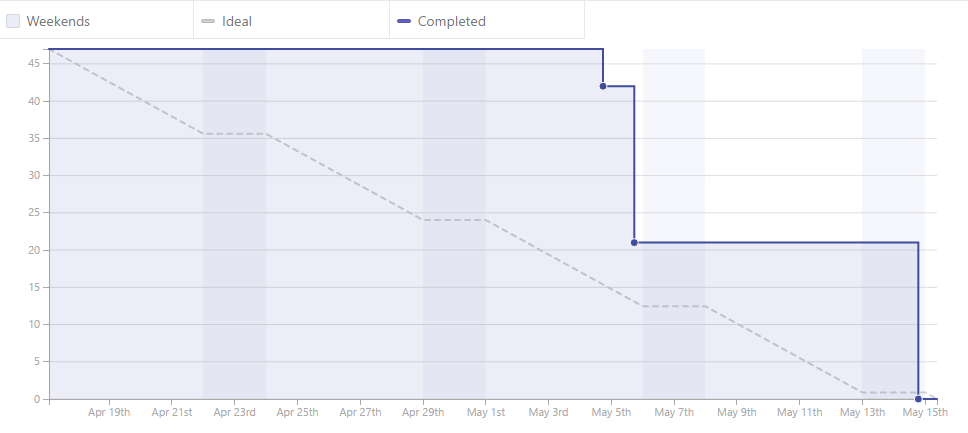 Weekends
Ideal
Completed
45
40
35
30
25
20
15
10
5
0
Apr 19th
Apr 21st
Apr 23rd
Apr 25th
Apr 27th
Apr 29th
May 1st
May 3rd
May 5th
May 7th
May 9th
May 11th
May 13th
May 15th